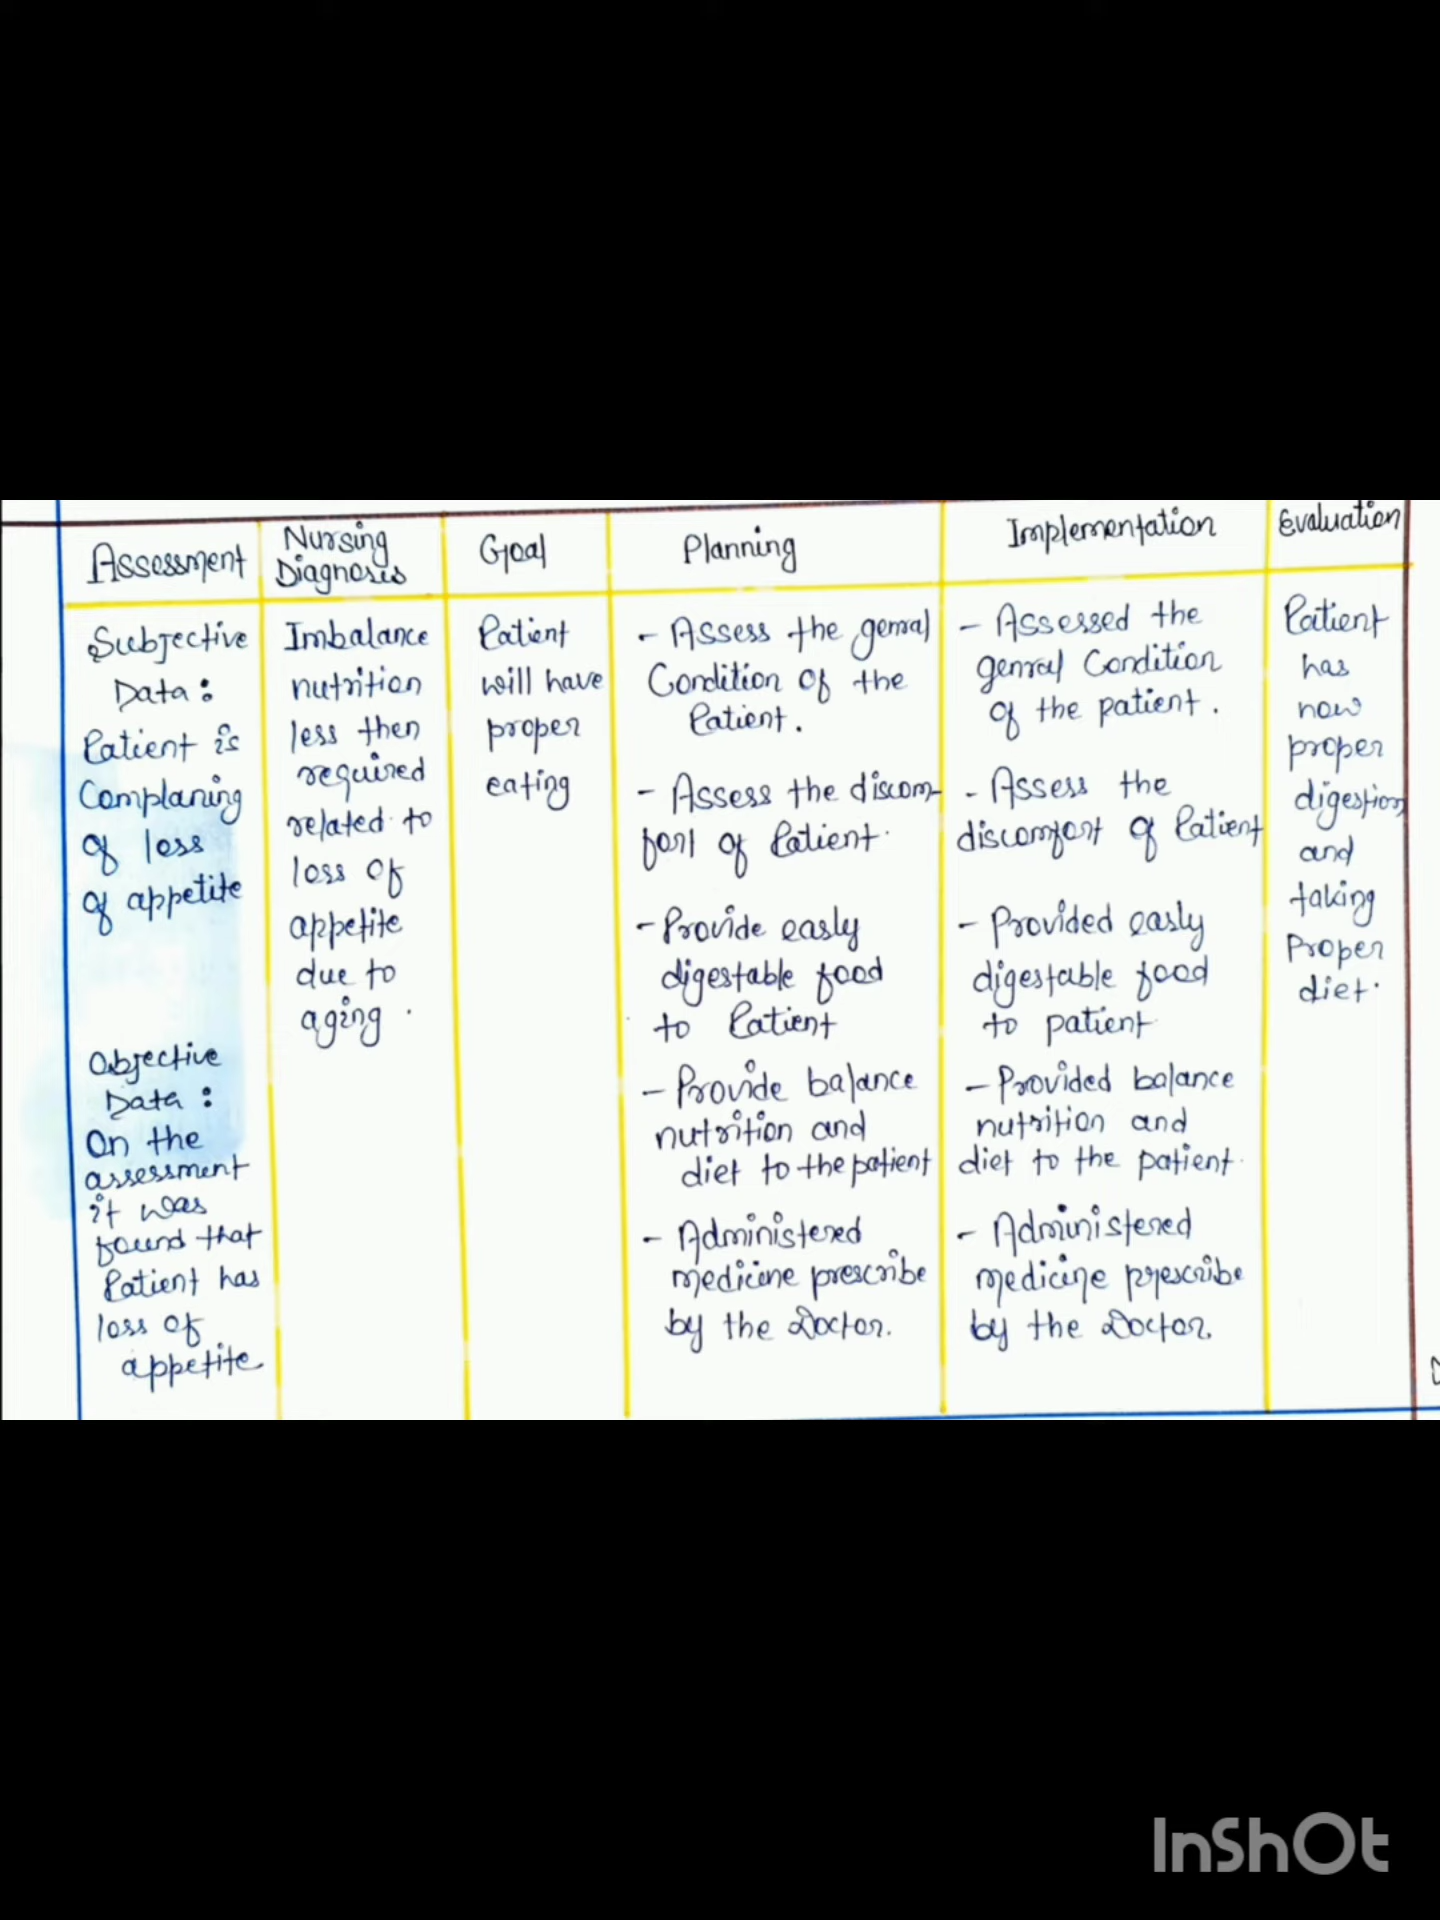 Assessment
Subjective
Data:
Patient is
Complaning
of loss
of appetite
Objective
Data:
On the
assessment
it was
found that
Patient has
loss of
appetite
Nursing
Diagnosis
Imbalance
nutrition
less then
required
related to
loss of
appetite
due to
aging.
Goal
Patient
will have
proper
eating
Planning
- Assess the genral
Condition of the
Patient.
- Assess the discom-
fort of Patient.
- Provide easly
digestable food
to Patient
- Provide balance
nutrition and
diet to the patient
- Administered
medicine prescribe
by the Doctor.
Implementation
- Assessed the
genral Condition
of the patient.
- Assess the
discomfort of Patient
- Provided easly
digestable food
to patient
- Provided balance
nutrition and
diet to the patient.
- Administered
medicine prescribe
by the Doctor.
Evaluation
Patient
has
now
proper
digestion
and
taking
Proper
diet.
InShOt